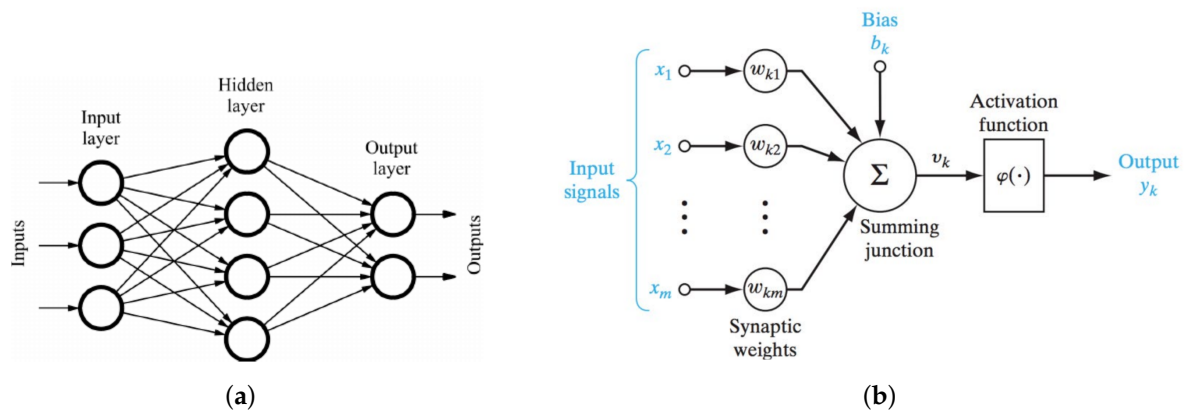 Hidden
layer
Input
layer
Output
layer
Inputs
Outputs
(a)
Bias
b_k
x_1
w_k1
Activation
function
x_2
w_k2
Input
signals
Σ
v_k
φ(·)
Output
y_k
Summing
junction
x_m
w_km
Synaptic
weights
(b)